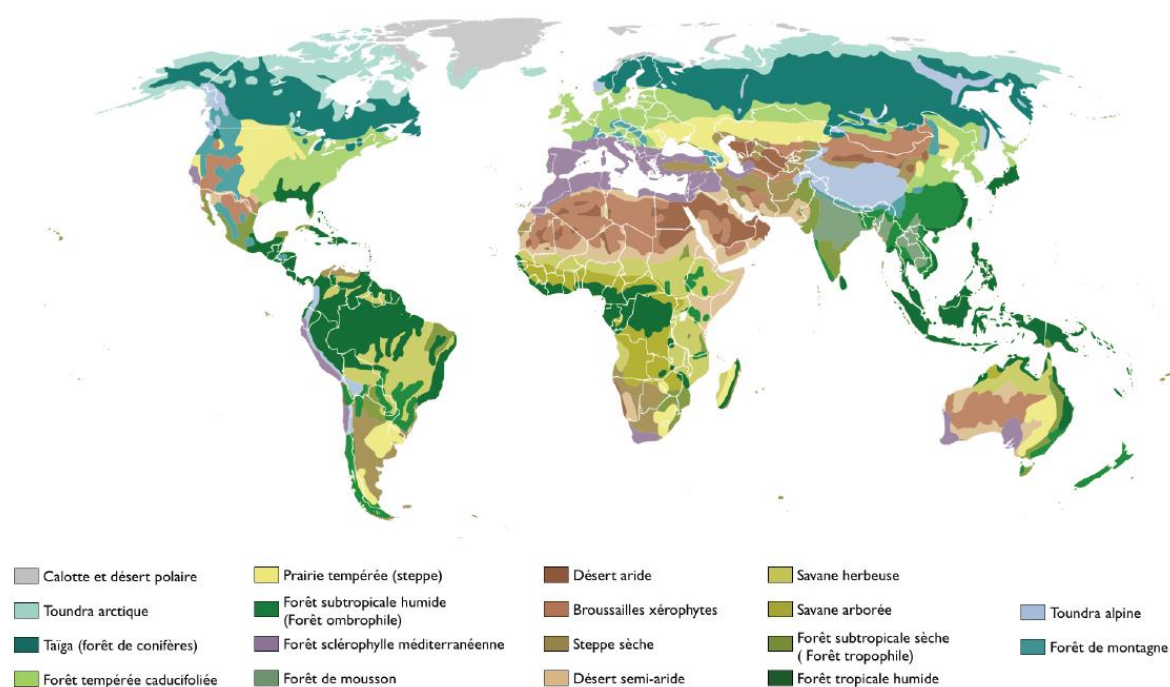 Calotte et désert polaire
Toundra arctique
Taïga (forêt de conifères)
Forêt tempérée caducifoliée
Prairie tempérée (steppe)
Forêt subtropicale humide
(Forêt ombrophile)
Forêt sclérophylle méditerranéenne
Forêt de mousson
Désert aride
Broussailles xérophytes
Steppe sèche
Désert semi-aride
Savane herbeuse
Savane arborée
Forêt subtropicale sèche
( Forêt tropophile)
Forêt tropicale humide
Toundra alpine
Forêt de montagne